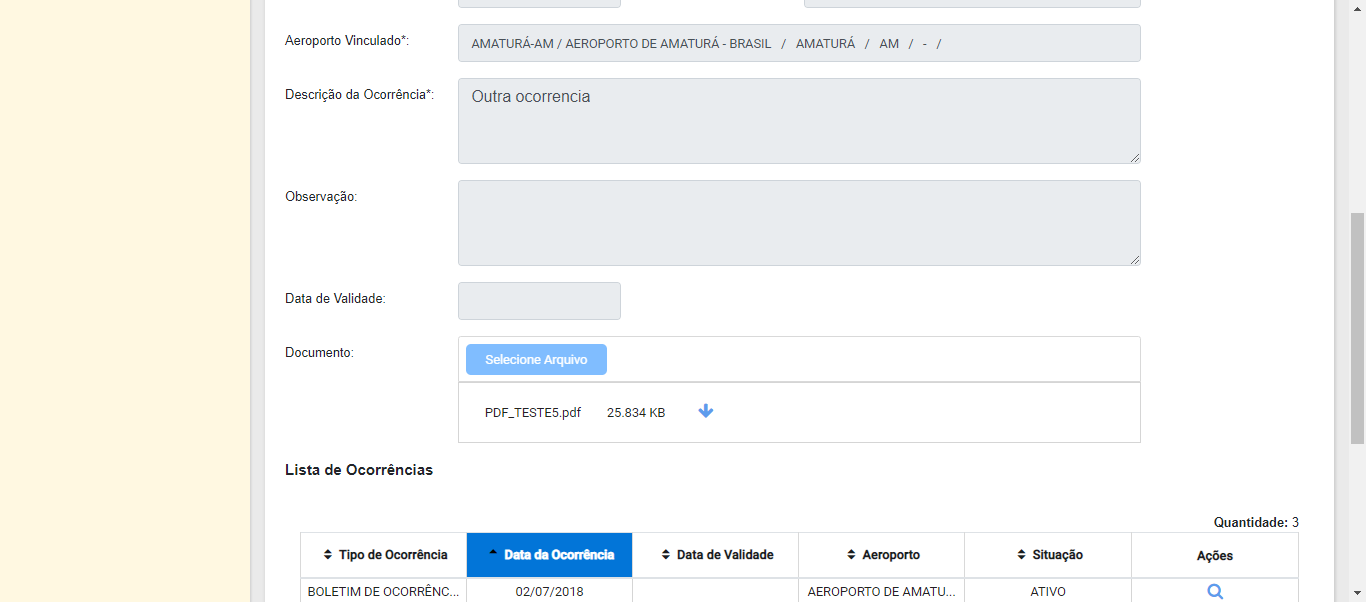 Aeroporto Vinculado*:
AMATURÁ-AM / AEROPORTO DE AMATURÁ - BRASIL / AMATURÁ / AM / - /
Descrição da Ocorrência*:
Outra ocorrencia
Observação:
Data de Validade:
Documento:
Selecione Arquivo
PDF_TESTE5.pdf 25.834 KB
Lista de Ocorrências
Quantidade: 3
Tipo de Ocorrência Data da Ocorrência Data de Validade Aeroporto Situação Ações
BOLETIM DE OCORRÊNC... 02/07/2018 AEROPORTO DE AMATU... ATIVO